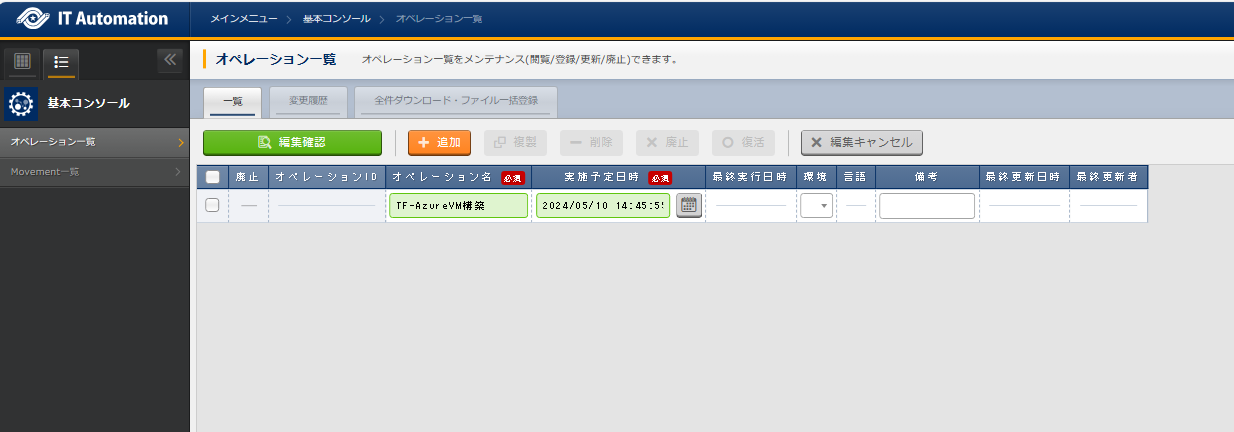 IT Automation
メインメニュー 基本コンソール オペレーション一覧
オペレーション一覧 オペレーション一覧をメンテナンス(閲覧/登録/更新/廃止)できます。
基本コンソール
オペレーション一覧
Movement一覧
一覧 変更履歴 全件ダウンロード・ファイル一括登録
編集確認 追加 複製 削除 廃止 復活 編集キャンセル
廃止 オペレーションID オペレーション名 必須 実施予定日時 必須 最終実行日時 環境 言語 備考 最終更新日時 最終更新者
TF-AzureVM構築 2024/05/10 14:45:5